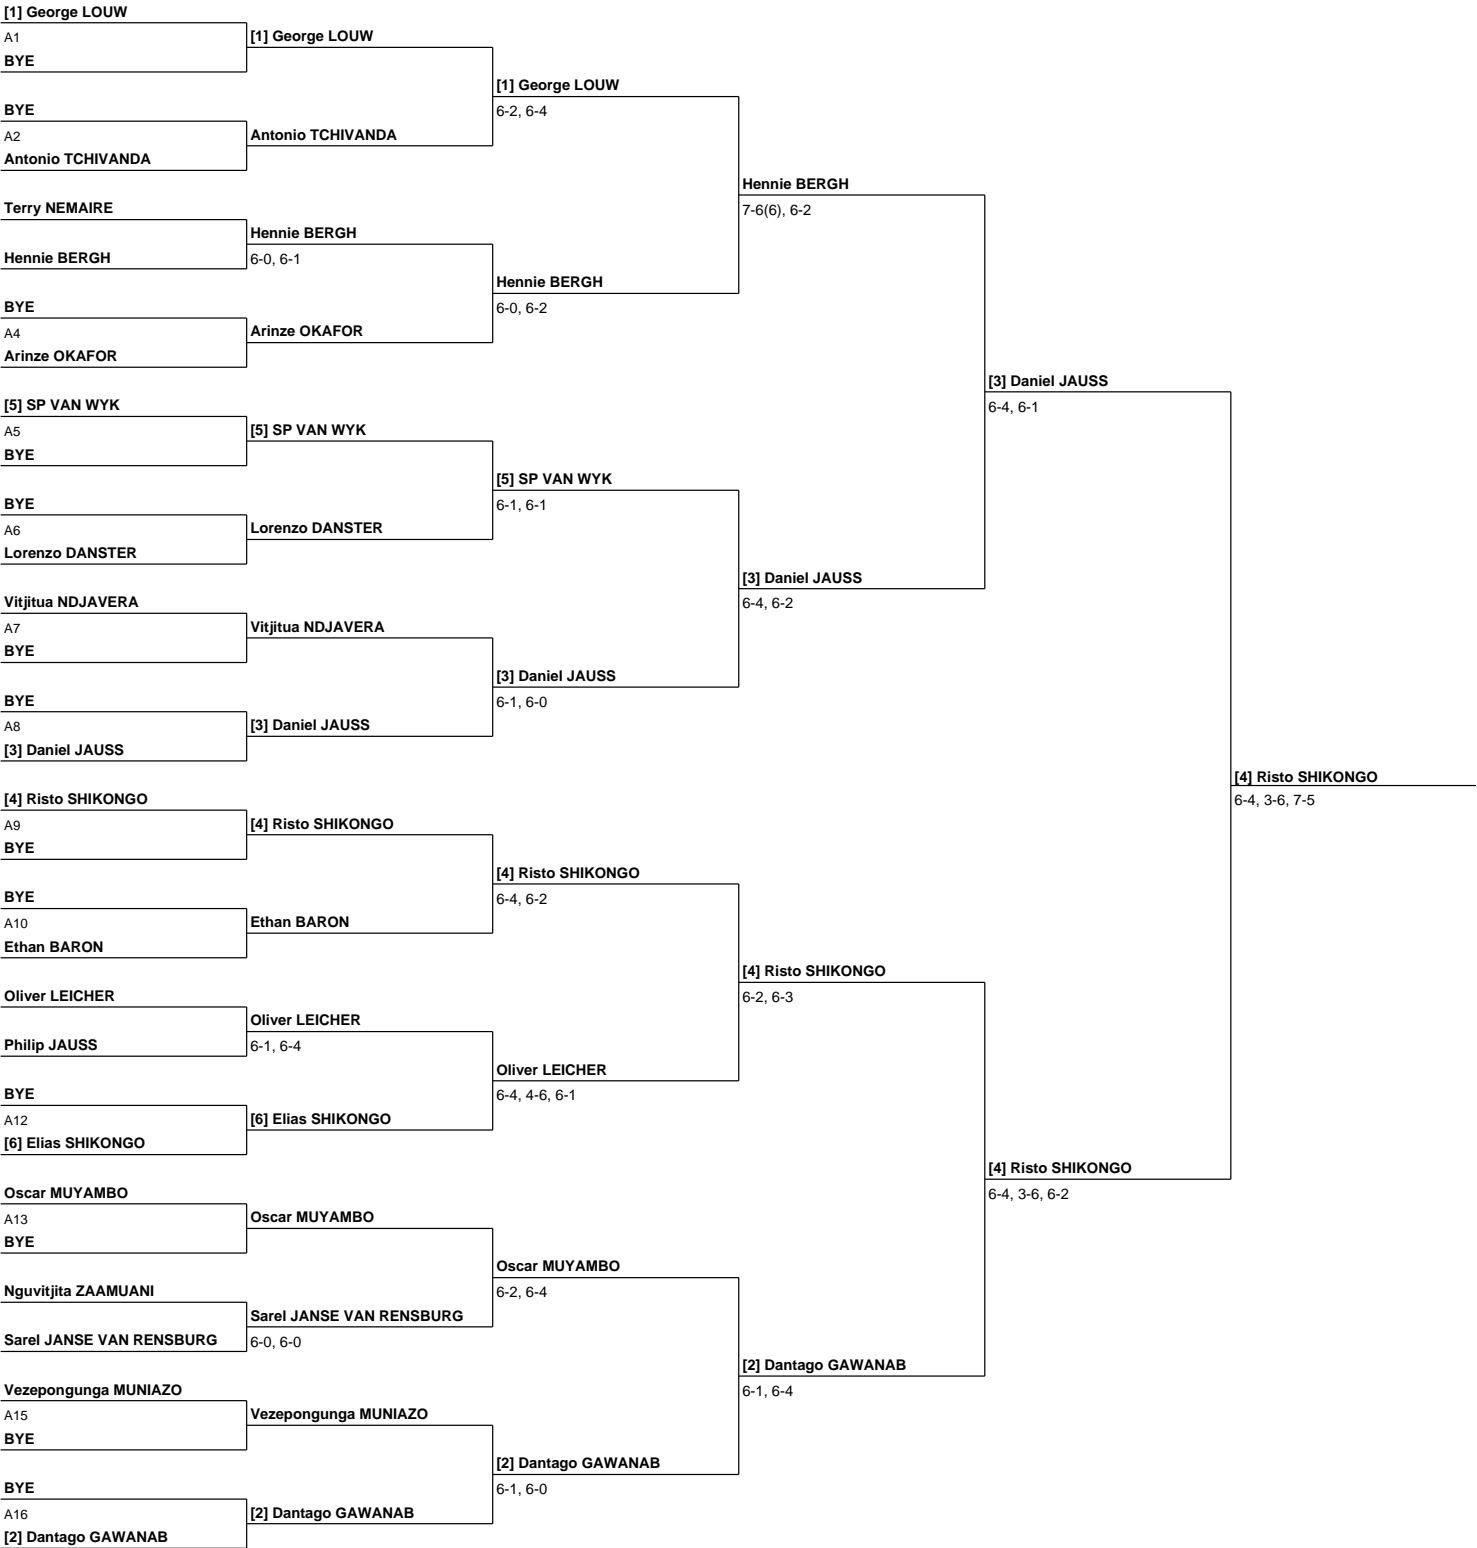 [1] George LOUW
A1
BYE
BYE
A2
Antonio TCHIVANDA
Terry NEMAIRE
Hennie BERGH
BYE
A4
Arinze OKAFOR
[5] SP VAN WYK
A5
BYE
BYE
A6
Lorenzo DANSTER
Vitjitua NDJAVERA
A7
BYE
BYE
A8
[3] Daniel JAUSS
[4] Risto SHIKONGO
A9
BYE
BYE
A10
Ethan BARON
Oliver LEICHER
Philip JAUSS
BYE
A12
[6] Elias SHIKONGO
Oscar MUYAMBO
A13
BYE
Nguvitjita ZAAMUANI
Sarel JANSE VAN RENSBURG
Vezepongunga MUNIAZO
A15
BYE
BYE
A16
[2] Dantago GAWANAB
[1] George LOUW
Antonio TCHIVANDA
Hennie BERGH
6-0, 6-1
Arinze OKAFOR
[5] SP VAN WYK
Lorenzo DANSTER
Vitjitua NDJAVERA
[3] Daniel JAUSS
[4] Risto SHIKONGO
Ethan BARON
Oliver LEICHER
6-1, 6-4
[6] Elias SHIKONGO
Oscar MUYAMBO
Sarel JANSE VAN RENSBURG
6-0, 6-0
Vezepongunga MUNIAZO
[2] Dantago GAWANAB
[1] George LOUW
6-2, 6-4
Hennie BERGH
6-0, 6-2
[5] SP VAN WYK
6-1, 6-1
[3] Daniel JAUSS
6-1, 6-0
[4] Risto SHIKONGO
6-4, 6-2
Oliver LEICHER
6-4, 4-6, 6-1
Oscar MUYAMBO
6-2, 6-4
[2] Dantago GAWANAB
6-1, 6-0
Hennie BERGH
7-6(6), 6-2
[3] Daniel JAUSS
6-4, 6-2
[4] Risto SHIKONGO
6-2, 6-3
[2] Dantago GAWANAB
6-1, 6-4
[3] Daniel JAUSS
6-4, 6-1
[4] Risto SHIKONGO
6-4, 3-6, 6-2
[4] Risto SHIKONGO
6-4, 3-6, 7-5